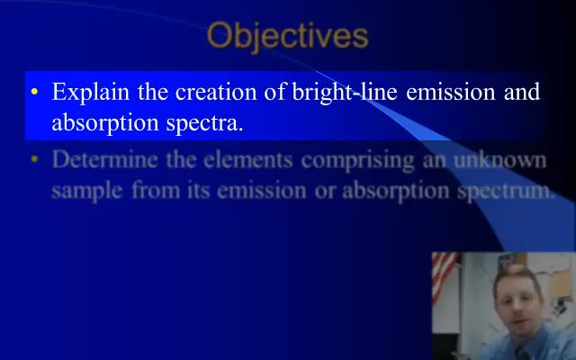 Objectives
• Explain the creation of bright-line emission and
absorption spectra.
• Determine the elements comprising an unknown
sample from its emission or absorption spectrum.